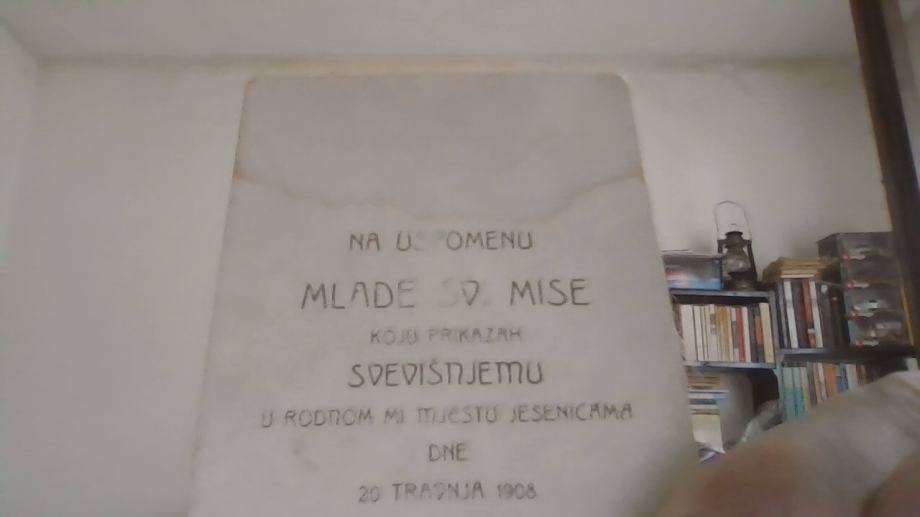 NA USPOMENU
MLADE SV. MISE
KOJU PRIKAZAH
SVEVIŠNJEMU
U RODNOM MI MJESTU JESENICAMA
DNE
20 TRAVNJA 1908